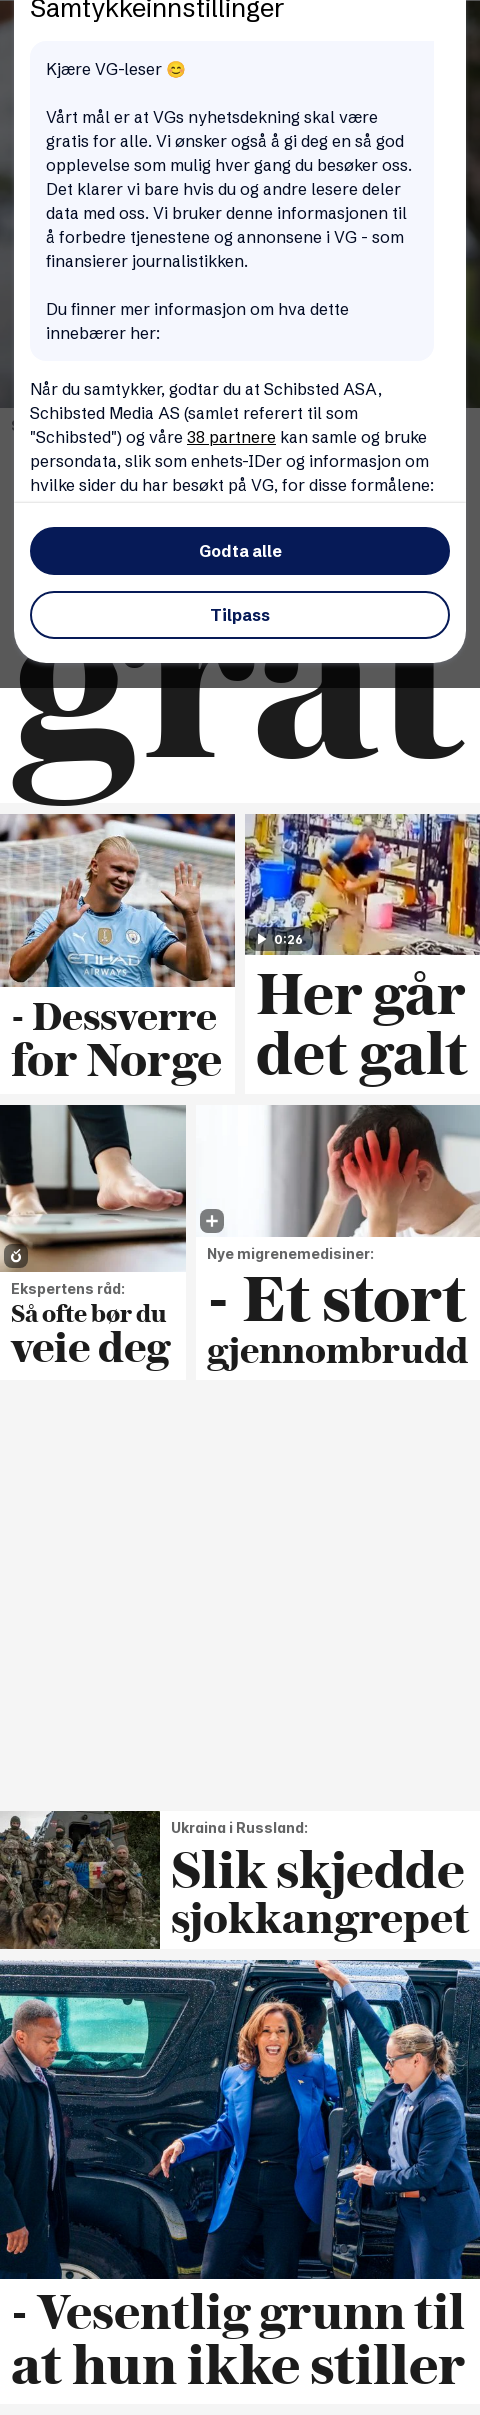 Samtykkeinnstillinger
Kjære VG-leser 😊
Vårt mål er at VGs nyhetsdekning skal være
gratis for alle. Vi ønsker også å gi deg en så god
opplevelse som mulig hver gang du besøker oss.
Det klarer vi bare hvis du og andre lesere deler
data med oss. Vi bruker denne informasjonen til
å forbedre tjenestene og annonsene i VG - som
finansierer journalistikken.
Du finner mer informasjon om hva dette
innebærer her:
Når du samtykker, godtar du at Schibsted ASA,
Schibsted Media AS (samlet referert til som
"Schibsted") og våre 38 partnere kan samle og bruke
persondata, slik som enhets-IDer og informasjon om
hvilke sider du har besøkt på VG, for disse formålene:
Godta alle
Tilpass
ETIHAD
AIRWAYS
- Dessverre
for Norge
0:26
Her går
det galt
Ekspertens råd:
Så ofte bør du
veie deg
Nye migrenemedisiner:
- Et stort
gjennombrudd
Ukraina i Russland:
Slik skjedde
sjokkangrepet
- Vesentlig grunn til
at hun ikke stiller